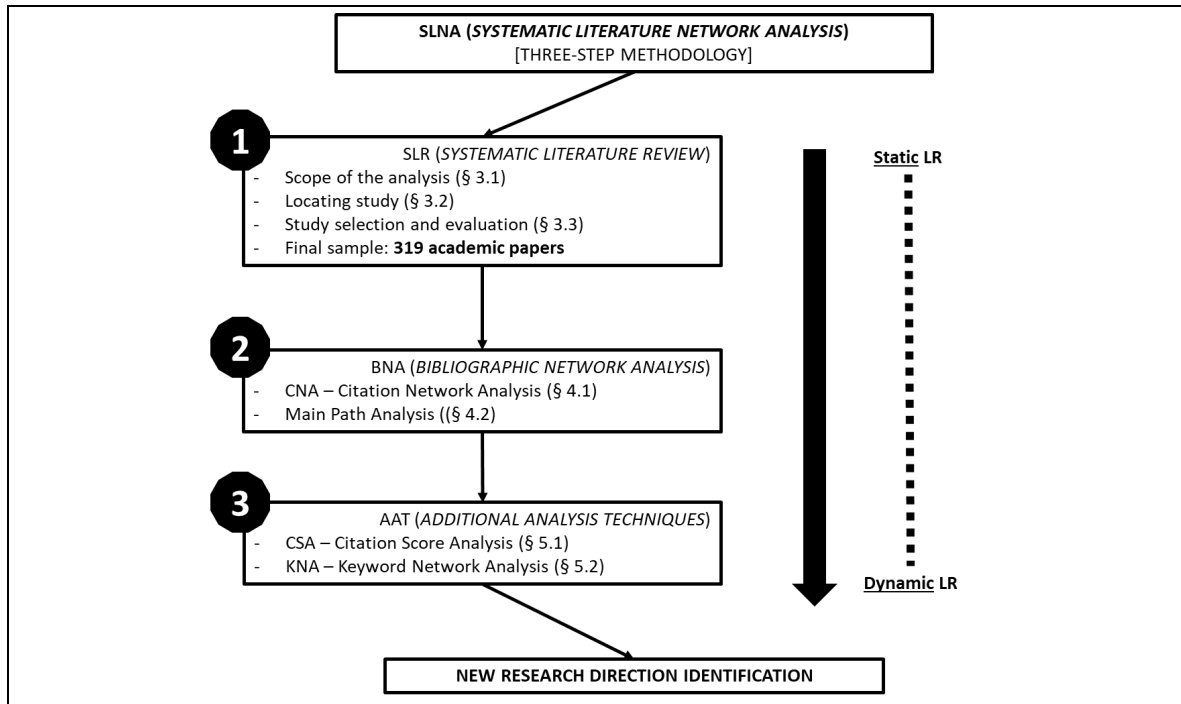 SLNA (SYSTEMATIC LITERATURE NETWORK ANALYSIS)
[THREE-STEP METHODOLOGY]
1
SLR (SYSTEMATIC LITERATURE REVIEW)
- Scope of the analysis (§ 3.1)
- Locating study (§ 3.2)
- Study selection and evaluation (§ 3.3)
- Final sample: 319 academic papers
2
BNA (BIBLIOGRAPHIC NETWORK ANALYSIS)
- CNA – Citation Network Analysis (§ 4.1)
- Main Path Analysis ((§ 4.2)
3
AAT (ADDITIONAL ANALYSIS TECHNIQUES)
- CSA – Citation Score Analysis (§ 5.1)
- KNA – Keyword Network Analysis (§ 5.2)
NEW RESEARCH DIRECTION IDENTIFICATION
Static LR
Dynamic LR